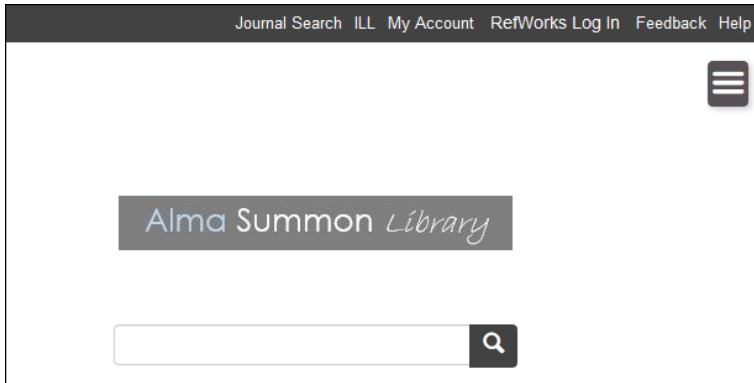 Journal Search ILL My Account RefWorks Log In Feedback Help
Alma Summon Library